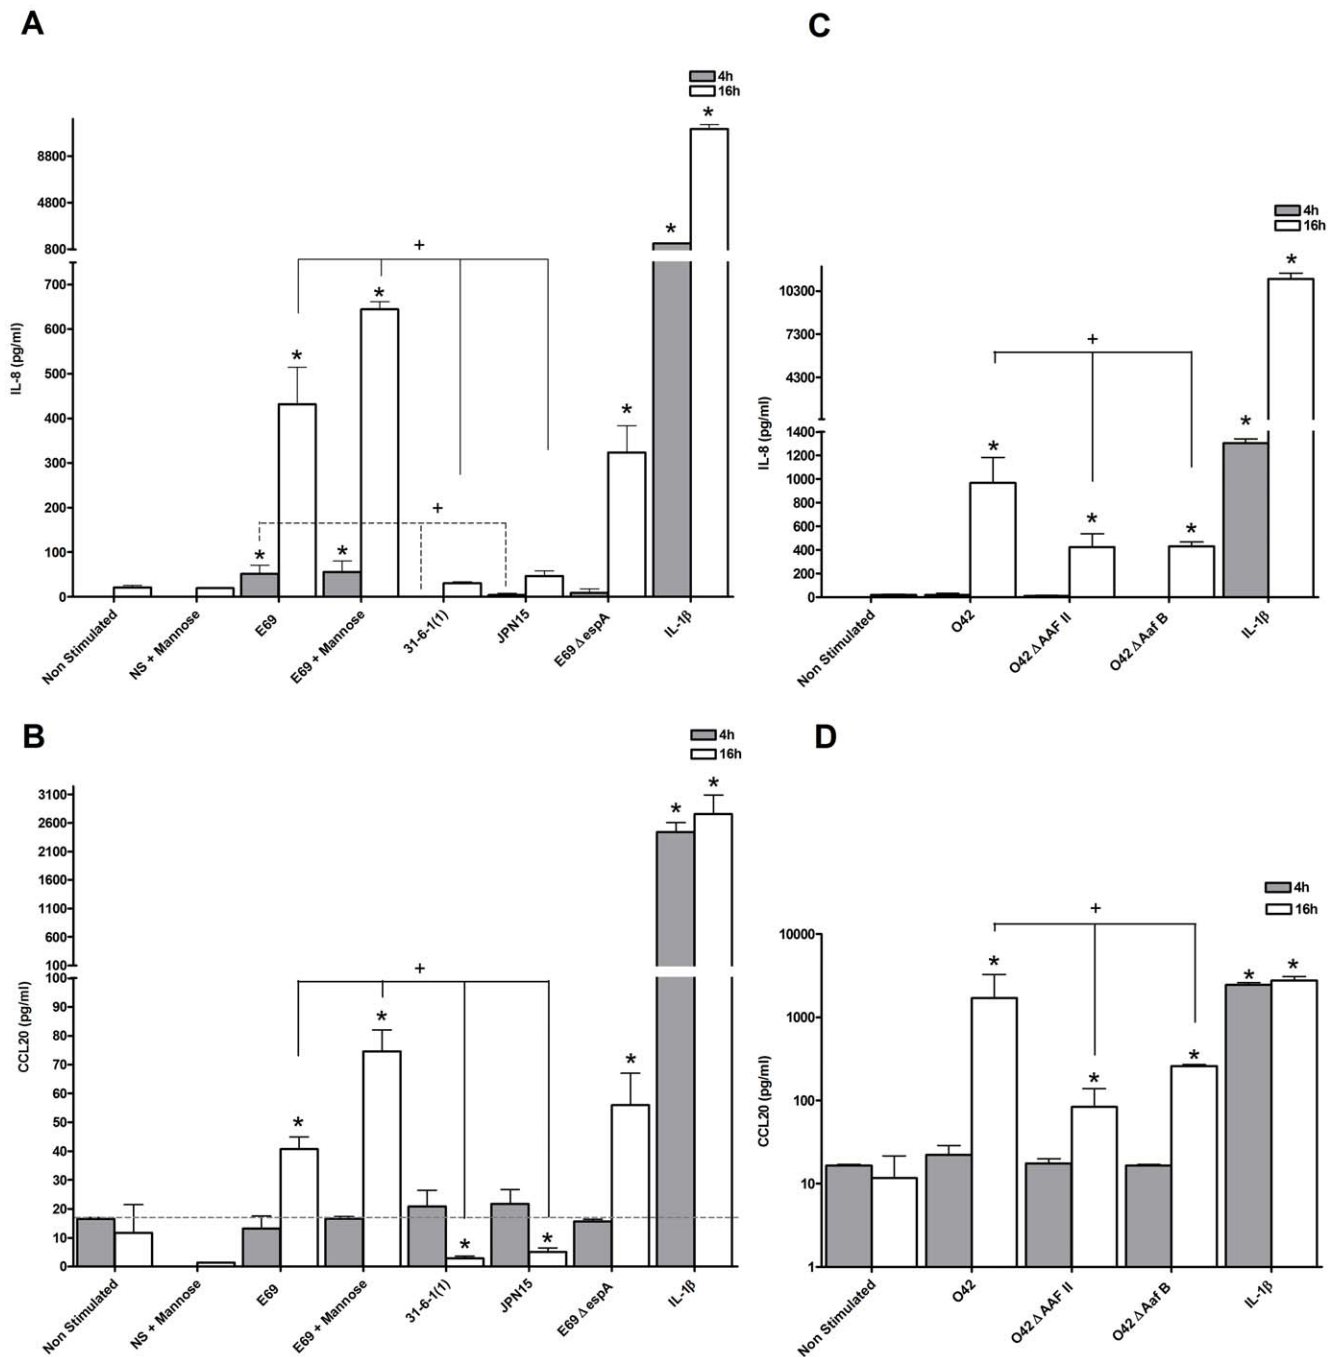 A
4h
16h
IL-8 (pg/ml)
8800
4800
800
700
600
500
400
300
200
100
0
*
*
*
*
*
*
*
+
+
Non Stimulated
NS + Mannose
E69
E69 + Mannose
31-6-1(1)
JPN15
E69 Δ espA
IL-1β
C
4h
16h
IL-8 (pg/ml)
10300
7300
4300
1400
1200
1000
800
600
400
200
0
*
*
*
*
*
+
Non Stimulated
O42
O42 Δ AAF II
O42 Δ Aaf B
IL-1β
B
4h
16h
CCL20 (pg/ml)
3100
2600
2100
1600
1100
600
100
100
90
80
70
60
50
40
30
20
10
0
*
*
*
*
*
*
*
+
Non Stimulated
NS + Mannose
E69
E69 + Mannose
31-6-1(1)
JPN15
E69 Δ espA
IL-1β
D
4h
16h
CCL20 (pg/ml)
10000
1000
100
10
1
*
*
*
*
*
+
Non Stimulated
O42
O42 Δ AAF II
O42 Δ Aaf B
IL-1β